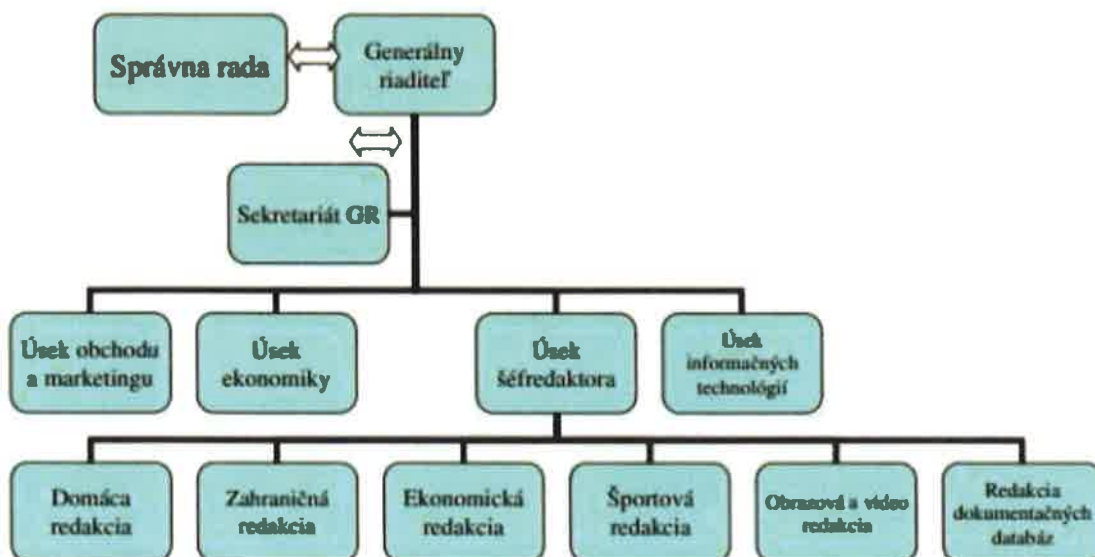 Správna rada
Generálny
riaditeľ
Sekretariát GR
Úsek obchodu
a marketingu
Úsek
ekonomiky
Úsek
šéfredaktora
Úsek
informačných
technológií
Domáca
redakcia
Zahraničná
redakcia
Ekonomická
redakcia
Športová
redakcia
Obrazová a video
redakcia
Redakcia
dokumentačných
databáz